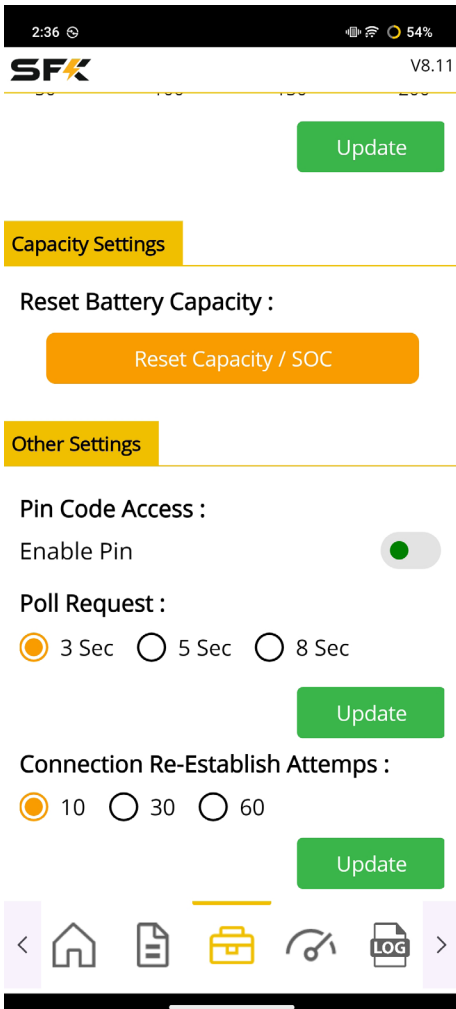 2:36
54%
SFK
V8.11
Update
Capacity Settings
Reset Battery Capacity :
Reset Capacity / SOC
Other Settings
Pin Code Access :
Enable Pin
Poll Request :
3 Sec 5 Sec 8 Sec
Update
Connection Re-Establish Attemps :
10 30 60
Update
LOG